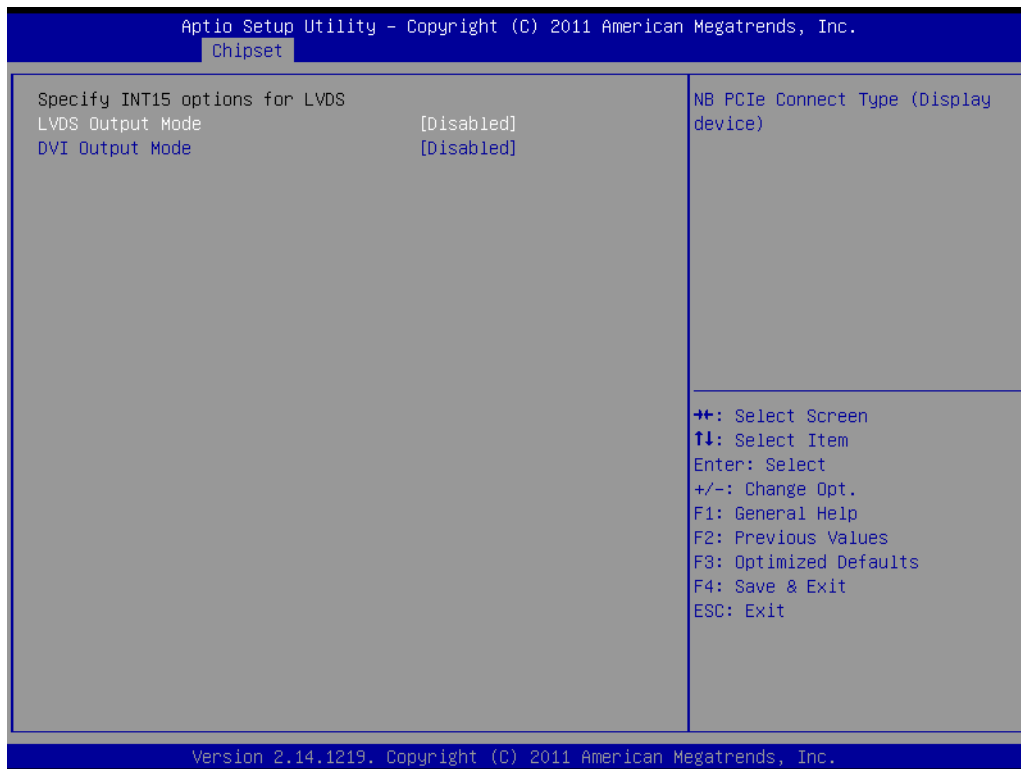 Aptio Setup Utility – Copyright (C) 2011 American Megatrends, Inc.
Chipset
Specify INT15 options for LVDS
LVDS Output Mode [Disabled]
DVI Output Mode [Disabled]
NB PCIe Connect Type (Display
device)
→←: Select Screen
↑↓: Select Item
Enter: Select
+/-: Change Opt.
F1: General Help
F2: Previous Values
F3: Optimized Defaults
F4: Save & Exit
ESC: Exit
Version 2.14.1219. Copyright (C) 2011 American Megatrends, Inc.